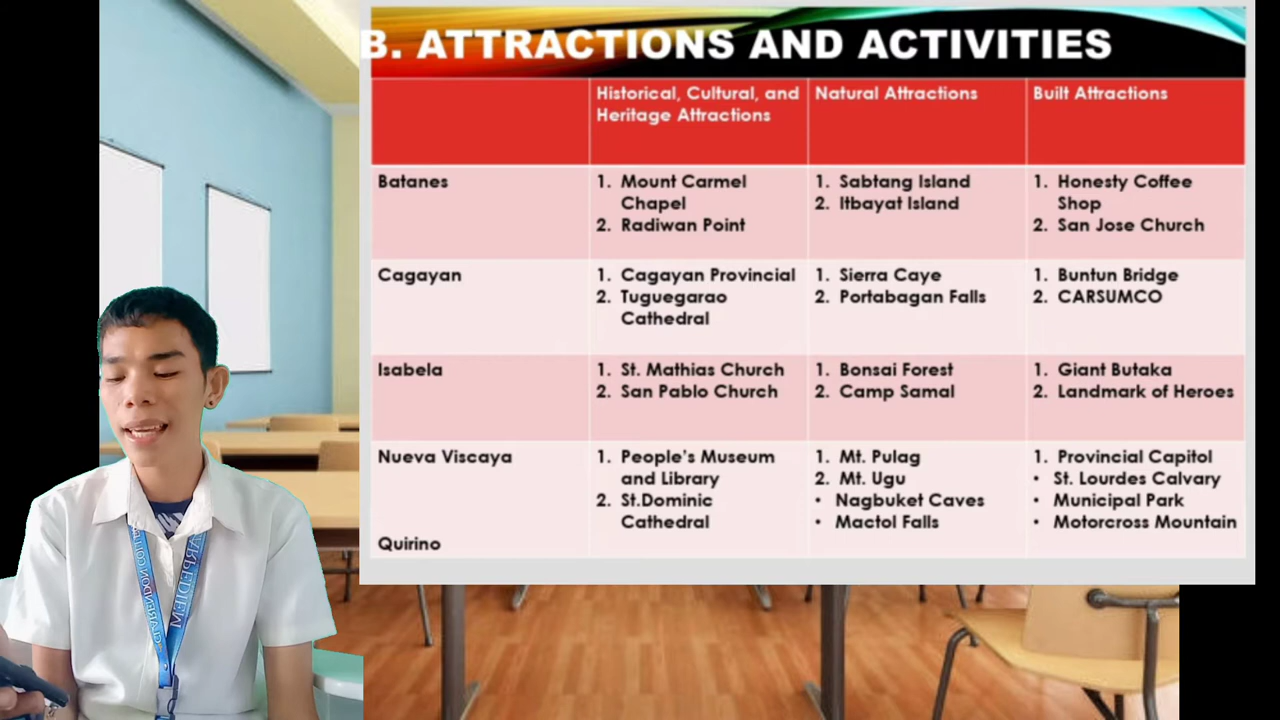 B. ATTRACTIONS AND ACTIVITIES
Historical, Cultural, and
Heritage Attractions
Natural Attractions
Built Attractions
Batanes
1. Mount Carmel
Chapel
2. Radiwan Point
1. Sabtang Island
2. Itbayat Island
1. Honesty Coffee
Shop
2. San Jose Church
Cagayan
1. Cagayan Provincial
2. Tuguegarao
Cathedral
1. Sierra Caye
2. Portabagan Falls
1. Buntun Bridge
2. CARSUMCO
Isabela
1. St. Mathias Church
2. San Pablo Church
1. Bonsai Forest
2. Camp Samal
1. Giant Butaka
2. Landmark of Heroes
Nueva Viscaya
1. People's Museum
and Library
2. St.Dominic
Cathedral
1. Mt. Pulag
2. Mt. Ugu
• Nagbuket Caves
• Mactol Falls
1. Provincial Capitol
• St. Lourdes Calvary
• Municipal Park
• Motorcross Mountain
Quirino